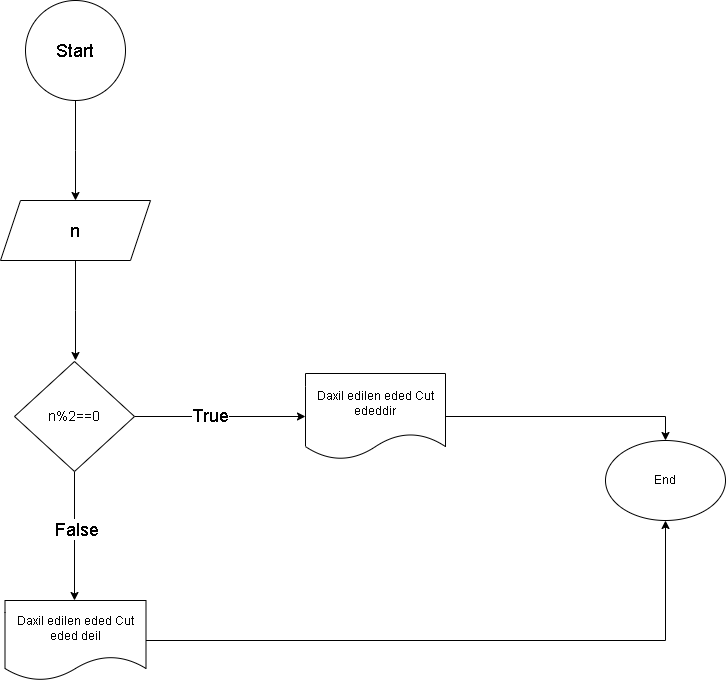 Start
n
n%2==0
True
Daxil edilen eded Cut
ededdir
End
False
Daxil edilen eded Cut
eded deil